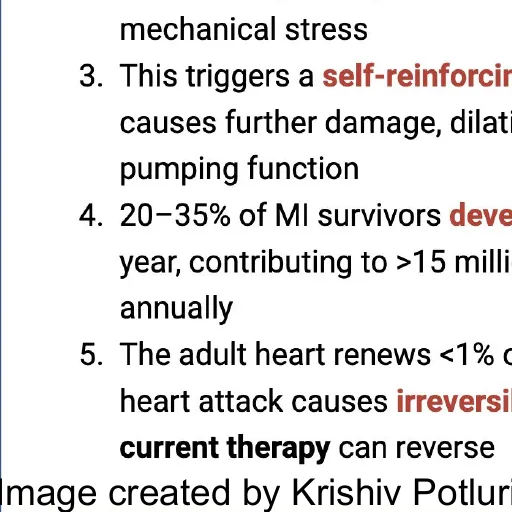 mechanical stress
3. This triggers a self-reinforcin
causes further damage, dilati
pumping function
4. 20–35% of MI survivors deve
year, contributing to >15 milli
annually
5. The adult heart renews <1% o
heart attack causes irreversi
current therapy can reverse
Image created by Krishiv Potluri